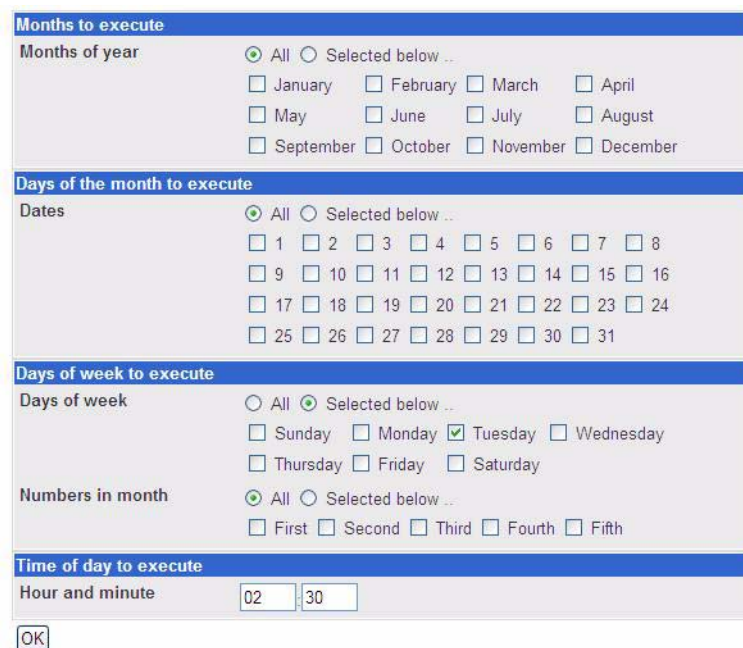 Months to execute
Months of year
All Selected below ..
January February March April
May June July August
September October November December
Days of the month to execute
Dates
All Selected below ..
1 2 3 4 5 6 7 8
9 10 11 12 13 14 15 16
17 18 19 20 21 22 23 24
25 26 27 28 29 30 31
Days of week to execute
Days of week
All Selected below ..
Sunday Monday Tuesday Wednesday
Thursday Friday Saturday
Numbers in month
All Selected below ..
First Second Third Fourth Fifth
Time of day to execute
Hour and minute
02 : 30
OK